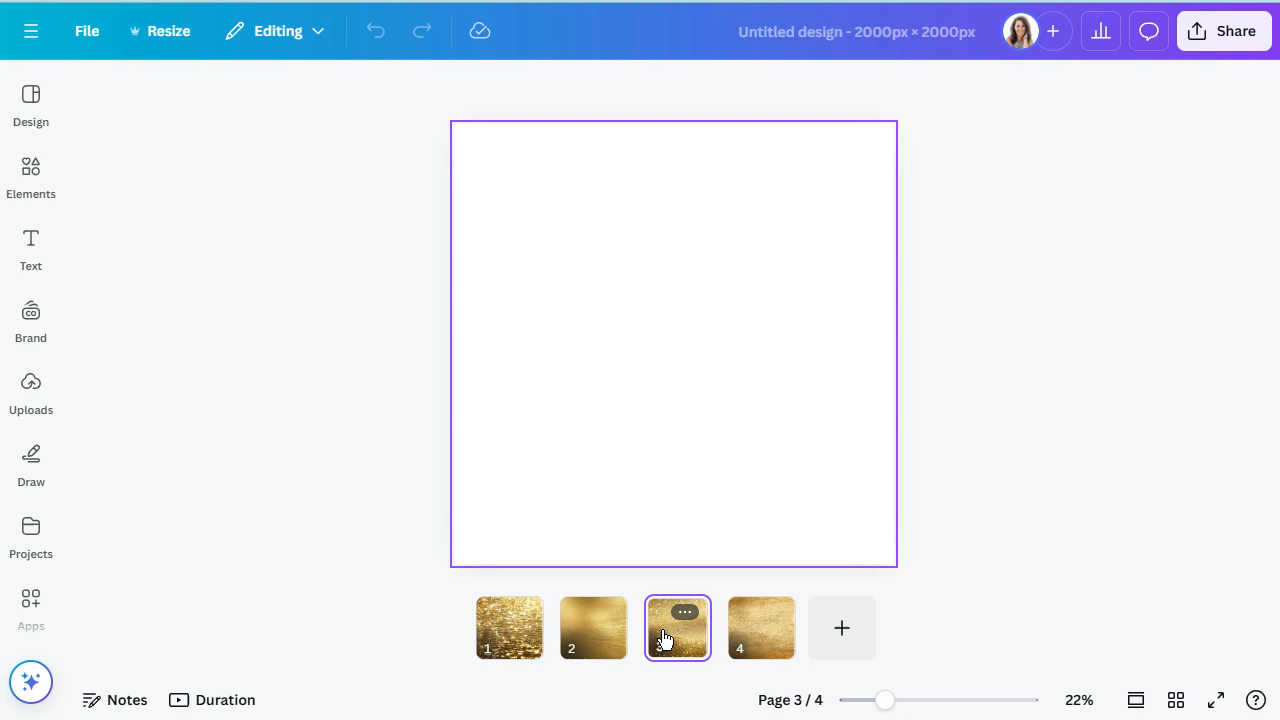 File
Resize
Editing
Untitled design - 2000px × 2000px
Share
Design
Elements
Text
CO
Brand
Uploads
Draw
Projects
Apps
1
2
4
Notes
Duration
Page 3 / 4
22%